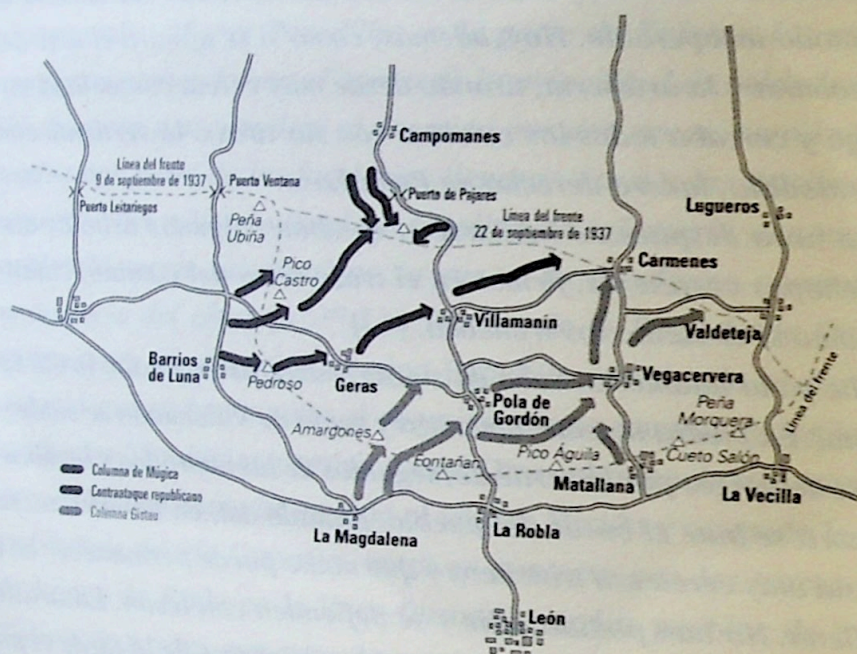 Campomanes
Línea del frente
9 de septiembre de 1937
Puerto Ventana
Puerto Leitariegos
Puerto de Pajares
Peña
Ubiña
Línea del frente
22 de septiembre de 1937
Lugueros
Pico
Castro
Carmenes
Villamanín
Valdeteja
Barrios
de Luna
Pedroso
Geras
Vegacervera
Línea del frente
Pola de
Gordón
Peña
Morquera
Amargones
Fontañan
Pico Aguila
Cueto Salón
Matallana
La Vecilla
Columna de Múgica
Contraataque republicano
Columna Gistau
La Magdalena
La Robla
León